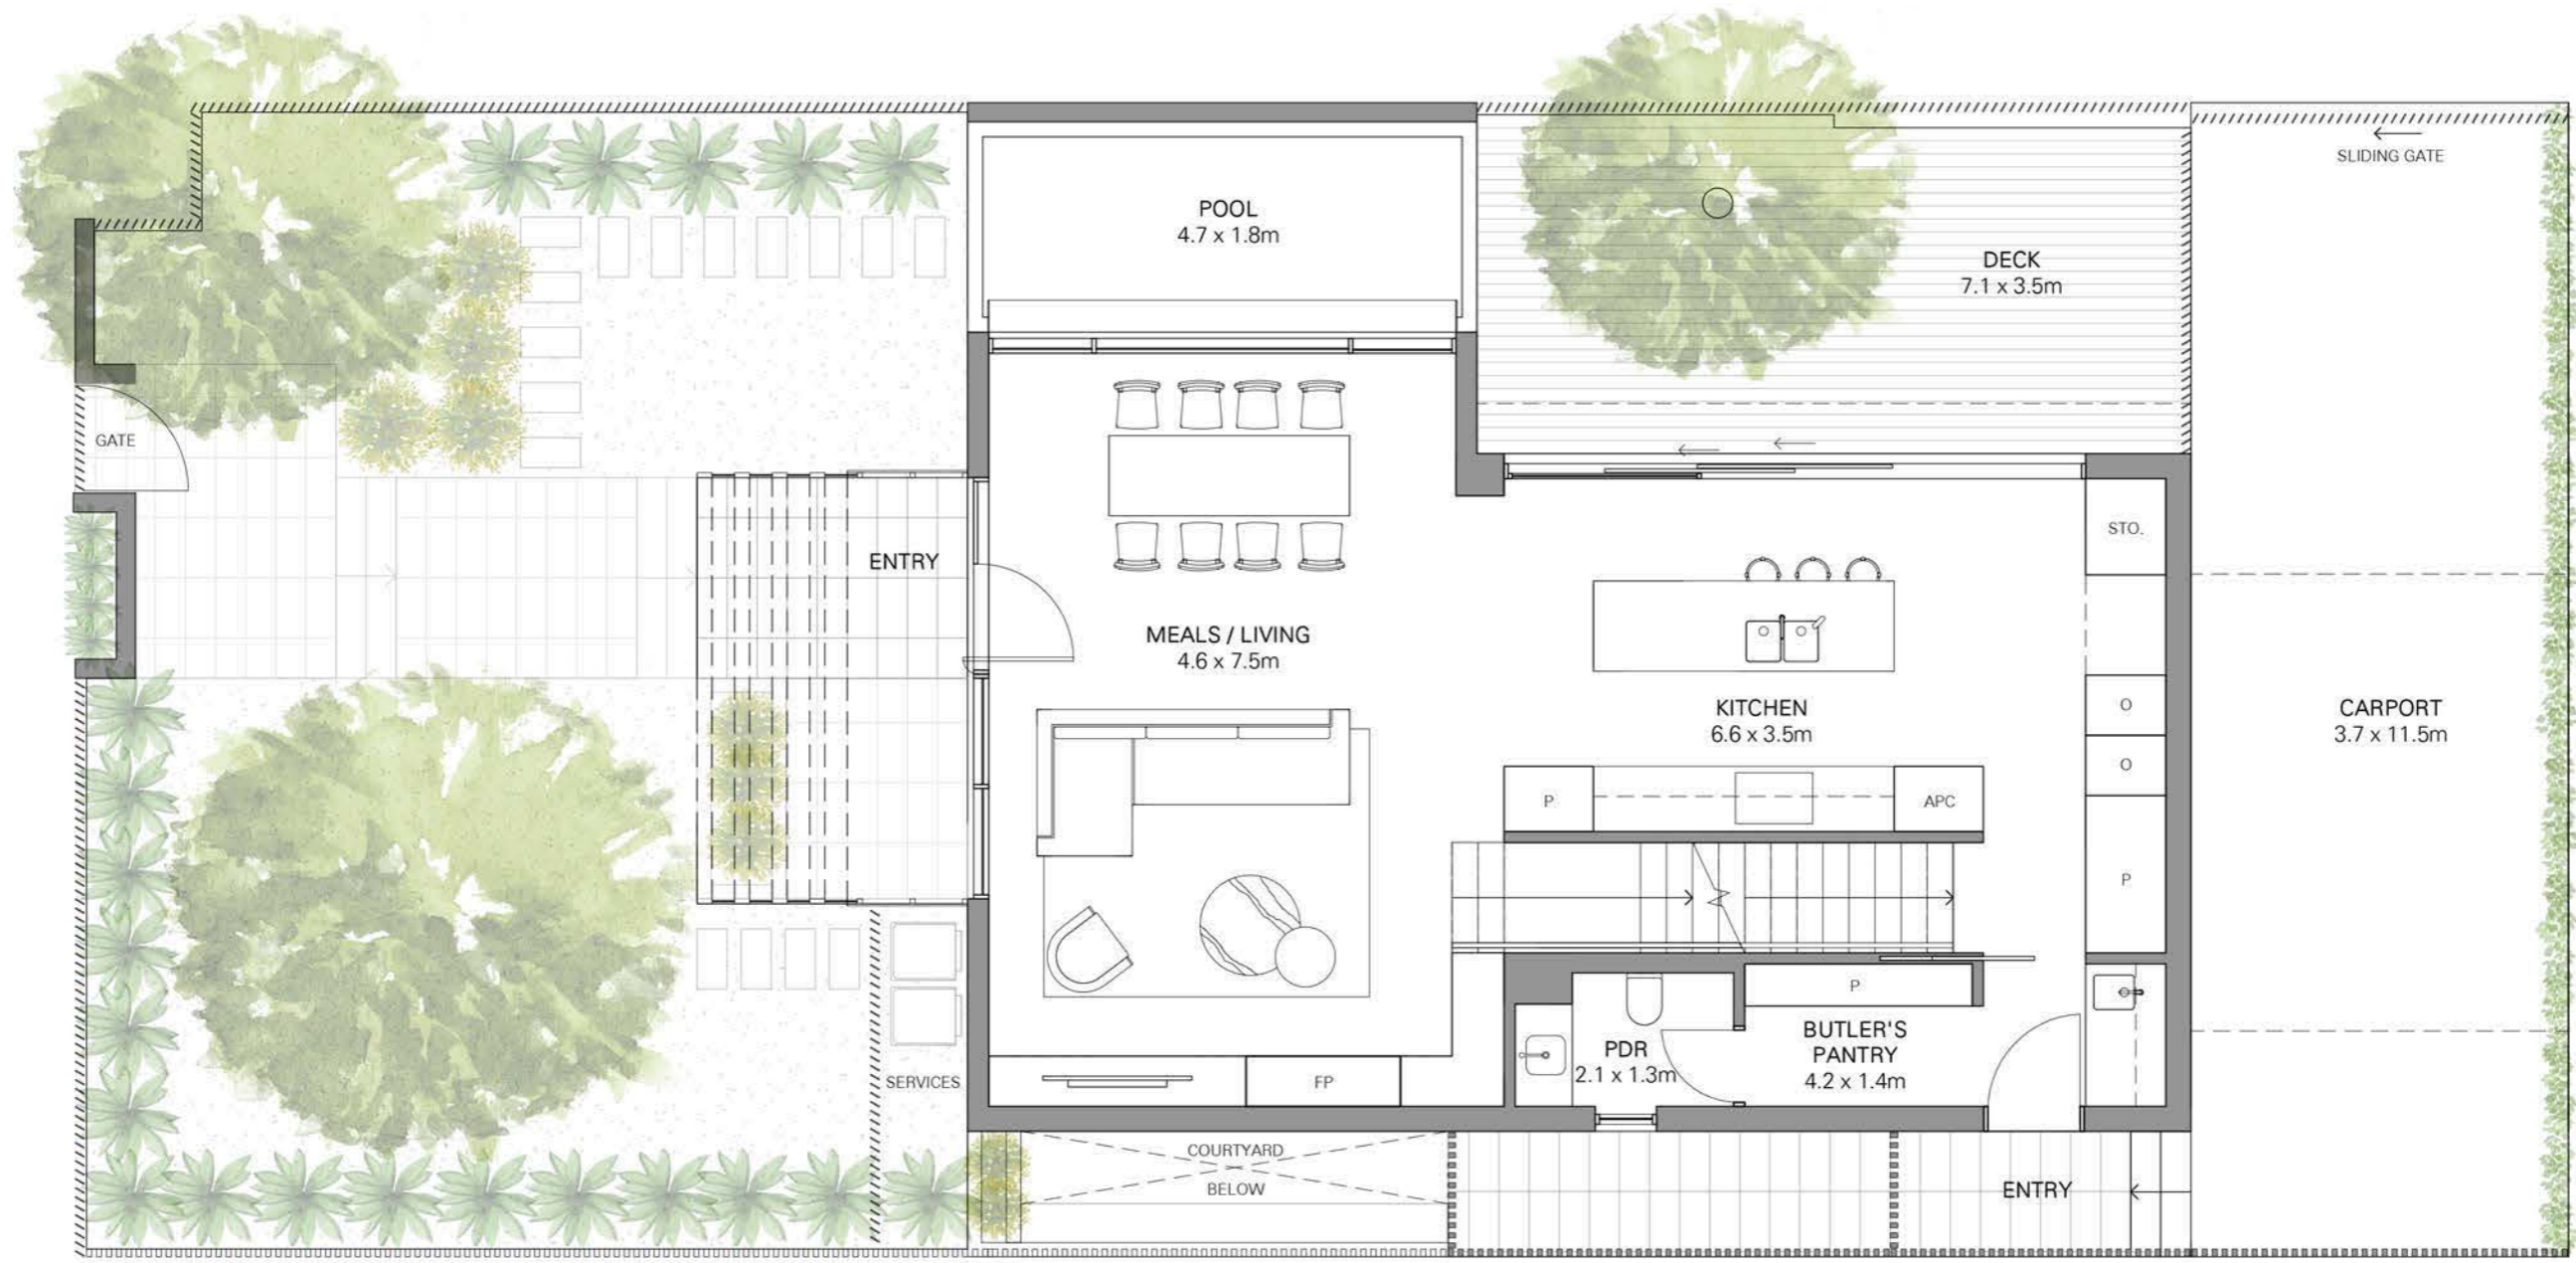 SLIDING GATE
POOL
4.7 x 1.8m
DECK
7.1 x 3.5m
GATE
STO.
ENTRY
MEALS / LIVING
4.6 x 7.5m
KITCHEN
6.6 x 3.5m
O
O
CARPORT
3.7 x 11.5m
P
APC
P
P
BUTLER'S
PANTRY
4.2 x 1.4m
PDR
2.1 x 1.3m
SERVICES
FP
COURTYARD
BELOW
ENTRY